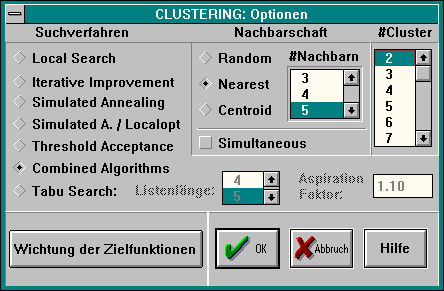 CLUSTERING: Optionen
Suchverfahren
Local Search
Iterative Improvement
Simulated Annealing
Simulated A. / Localopt
Threshold Acceptance
Combined Algorithms
Tabu Search:
Listenlänge:
4
5
Aspiration
Faktor:
1.10
Nachbarschaft
Random
Nearest
Centroid
#Nachbarn
3
4
5
Simultaneous
#Cluster
2
3
4
5
6
7
Wichtung der Zielfunktionen
OK
Abbruch
Hilfe